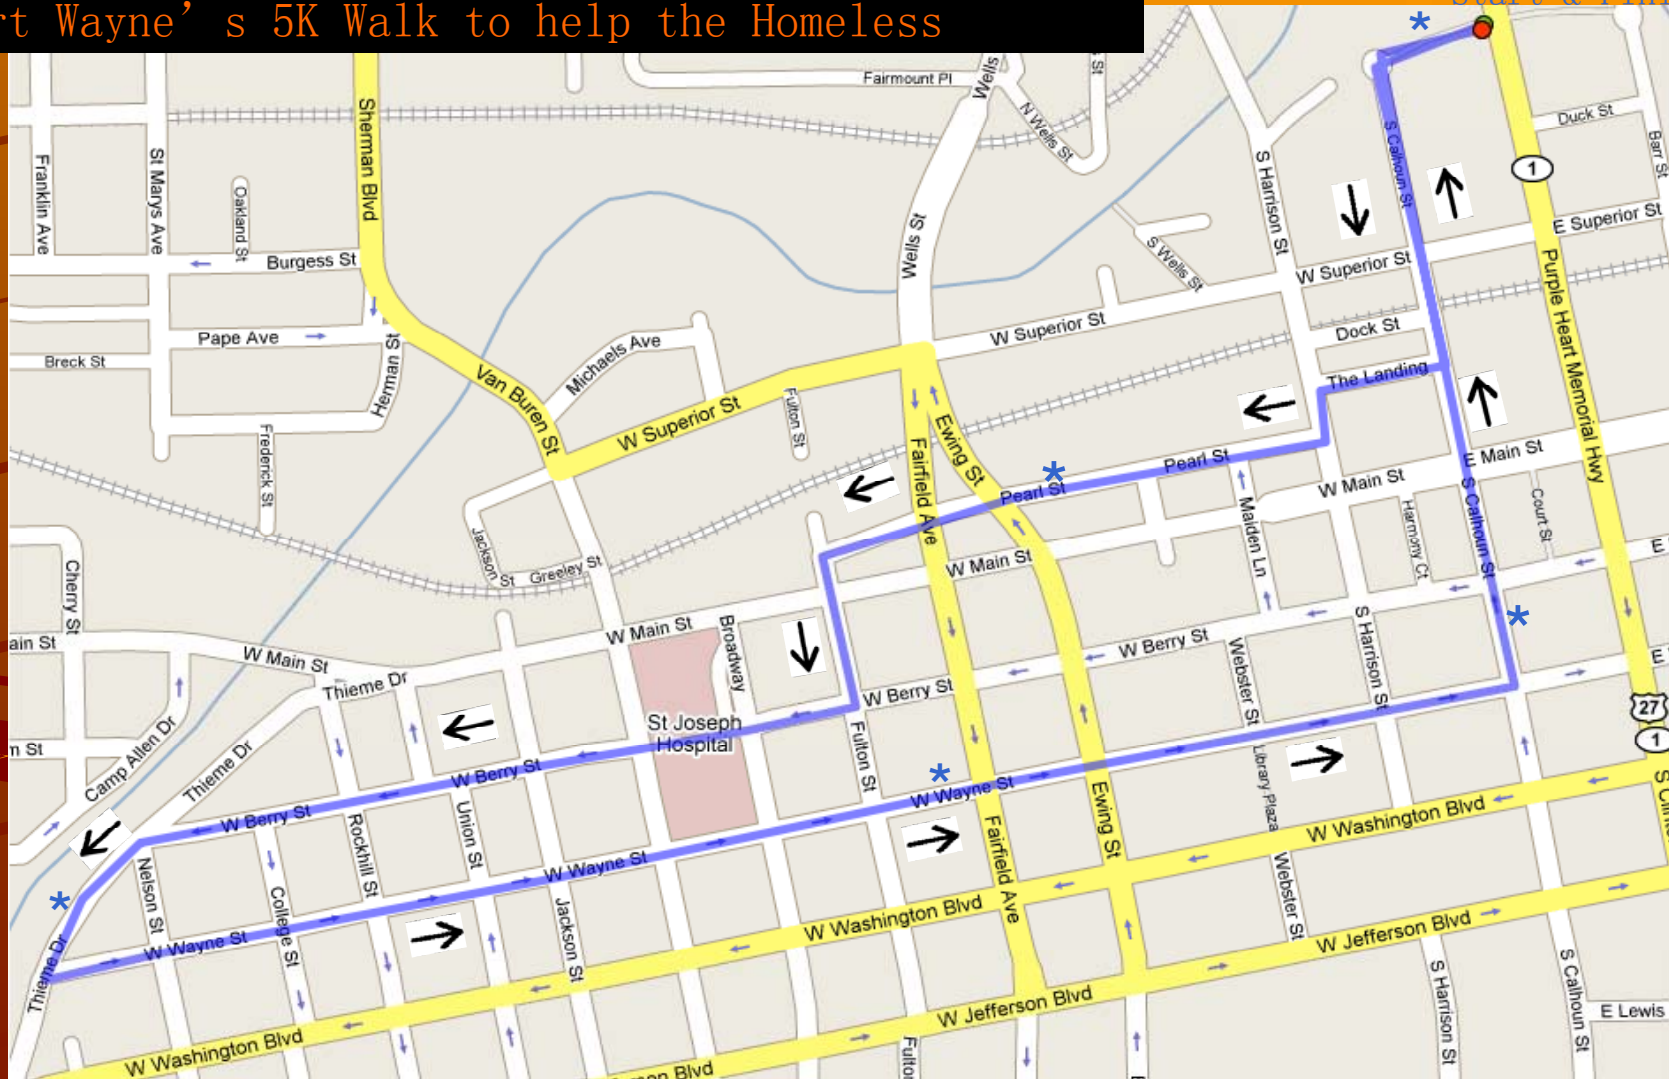 rt Wayne’s 5K Walk to help the Homeless
Fairmount Pl
Wells
St
N Wells St
Duck St
Barr St
Sherman Blvd
Franklin Ave
St Marys Ave
Oakland St
S Harrison St
S Calhoun St
1
E Superior St
Burgess St
Wells St
S Wells St
W Superior St
Purple Heart Memorial Hwy
Pape Ave
Herman St
Breck St
Michaels Ave
W Superior St
Dock St
Van Buren St
The Landing
W Superior St
Fulton St
Ewing St
Fairfield Ave
Frederick St
Pearl St
Pearl St
E Main St
W Main St
S Calhoun St
Court St
Harmony Ct
Maiden Ln
Jackson St
Greeley St
W Main St
E
Cherry St
ain St
W Main St
W Main St
Broadway
Thieme Dr
W Berry St
S Harrison St
Webster St
E
W Berry St
St Joseph
Hospital
27
1
m St
Camp Allen Dr
Thieme Dr
Fulton St
W Berry St
W Wayne St
Library Plaza
Ewing St
S Clin
W Berry St
Rockhill St
Union St
W Washington Blvd
Nelson St
W Wayne St
Fairfield Ave
Webster St
College St
Jackson St
W Washington Blvd
W Jefferson Blvd
W Wayne St
Thieme Dr
S Harrison St
S Calhoun St
W Jefferson Blvd
E Lewis
W Washington Blvd
Fulto
on Blvd